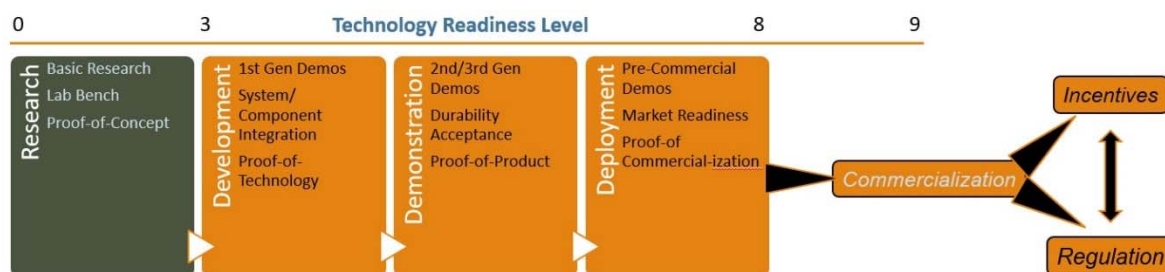 0 3 Technology Readiness Level 8 9
Research
Basic Research
Lab Bench
Proof-of-Concept
Development
1st Gen Demos
System/
Component
Integration
Proof-of-
Technology
Demonstration
2nd/3rd Gen
Demos
Durability
Acceptance
Proof-of-Product
Deployment
Pre-Commercial
Demos
Market Readiness
Proof-of
Commercial-ization
Commercialization
Incentives
Regulation